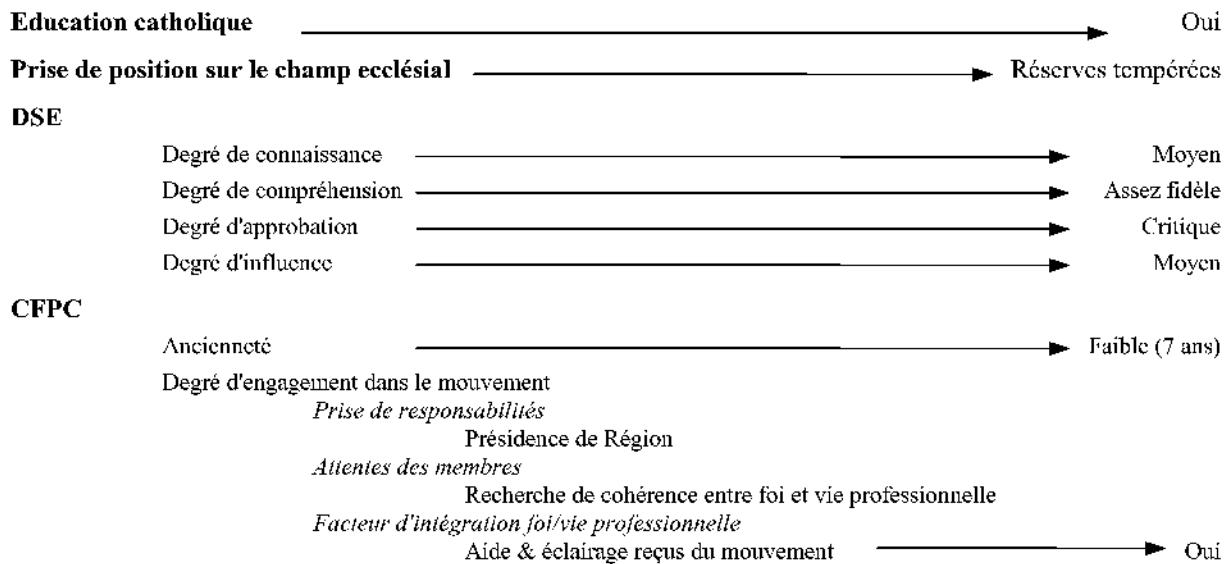 Education catholique Oui
Prise de position sur le champ ecclésial Réserves tempérées
DSE
Degré de connaissance Moyen
Degré de compréhension Assez fidèle
Degré d'approbation Critique
Degré d'influence Moyen
CFPC
Ancienneté Faible (7 ans)
Degré d'engagement dans le mouvement
Prise de responsabilités
Présidence de Région
Attentes des membres
Recherche de cohérence entre foi et vie professionnelle
Facteur d'intégration foi/vie professionnelle
Aide & éclairage reçus du mouvement Oui